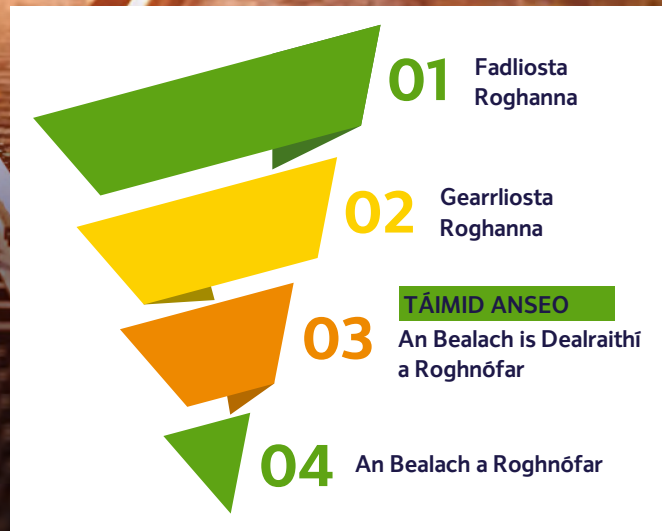 01
Fadliosta
Roghanna
02
Gearrliosta
Roghanna
03
TÁIMID ANSEO
An Bealach is Dealraithí
a Roghnófar
04
An Bealach a Roghnófar